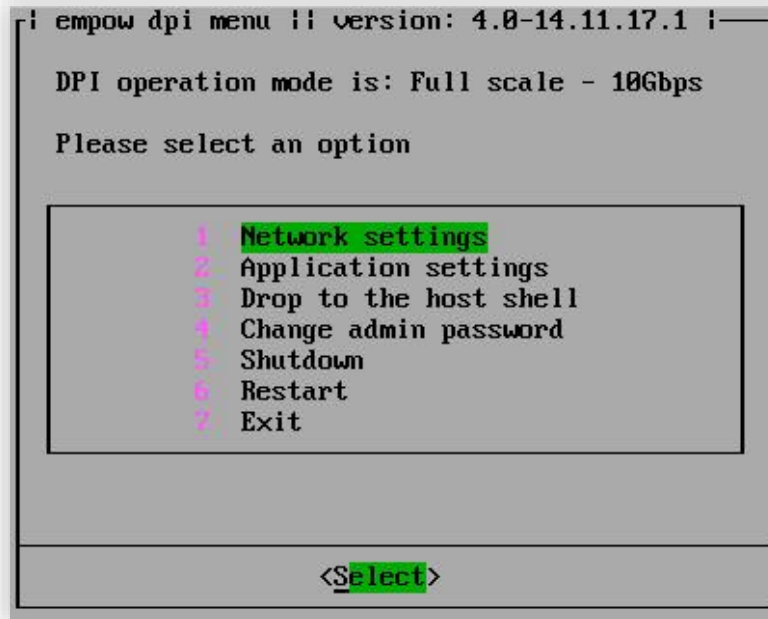 empow dpi menu || version: 4.0-14.11.17.1
DPI operation mode is: Full scale - 10Gbps
Please select an option
1 Network settings
2 Application settings
3 Drop to the host shell
4 Change admin password
5 Shutdown
6 Restart
7 Exit
<Select>